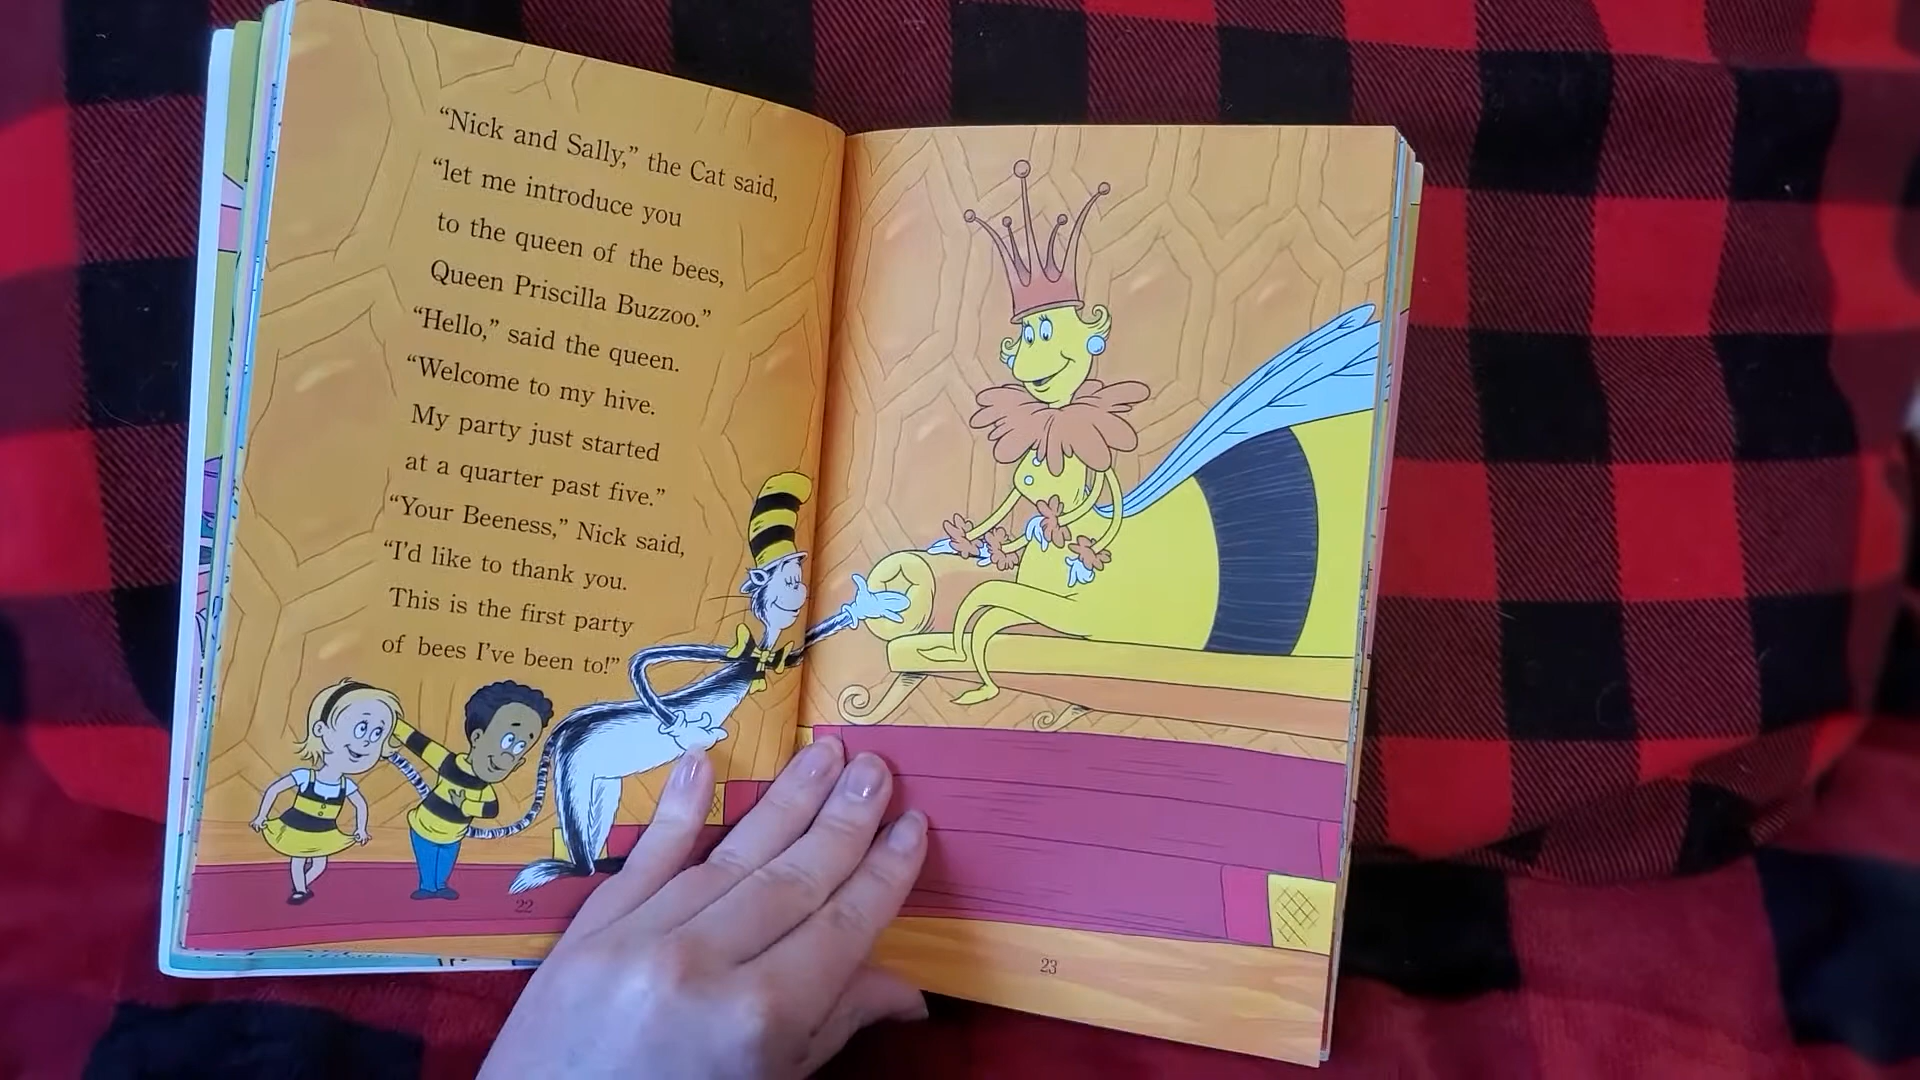 “Nick and Sally,” the Cat said,
“let me introduce you
to the queen of the bees,
Queen Priscilla Buzzoo.”
“Hello,” said the queen.
“Welcome to my hive.
My party just started
at a quarter past five.”
“Your Beeness,” Nick said,
“I’d like to thank you.
This is the first party
of bees I’ve been to!”
22
23